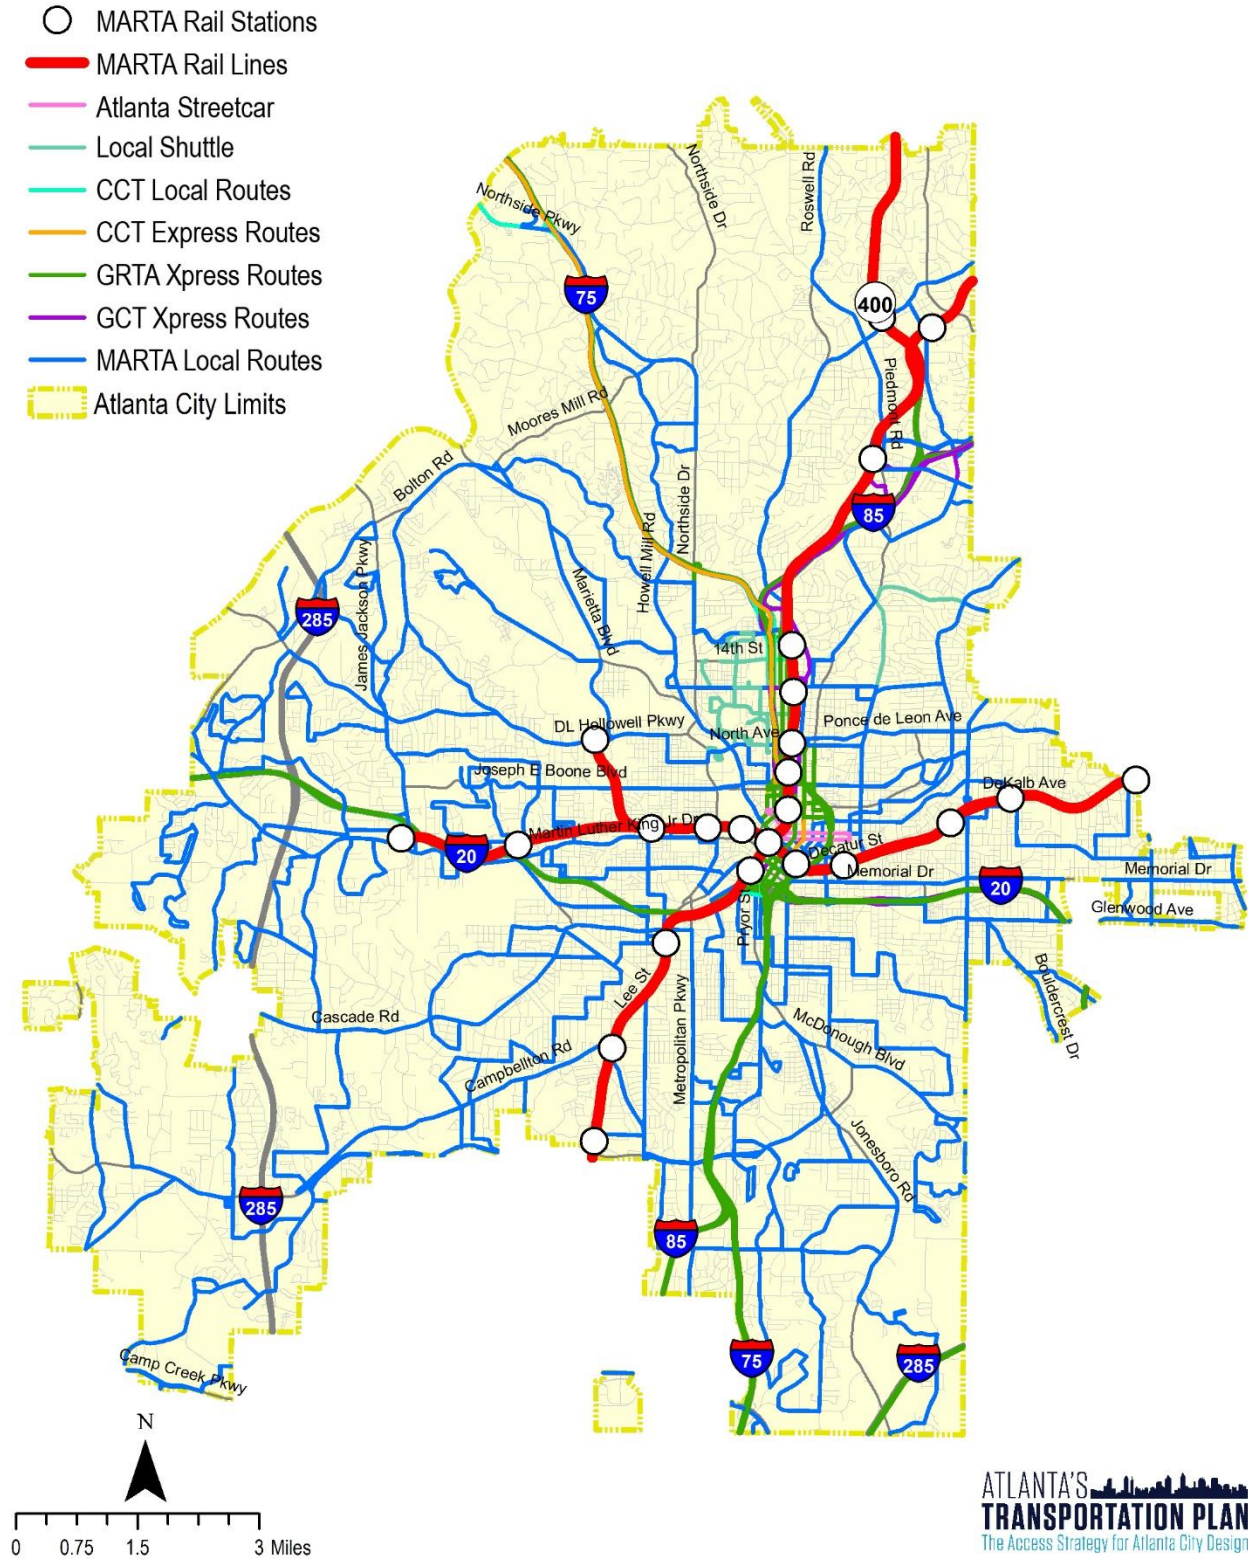 MARTA Rail Stations
MARTA Rail Lines
Atlanta Streetcar
Local Shuttle
CCT Local Routes
CCT Express Routes
GRTA Xpress Routes
GCT Xpress Routes
MARTA Local Routes
Atlanta City Limits
Northside Pkwy
Northside Dr
Roswell Rd
75
400
Piedmont Rd
Moores Mill Rd
Bolton Rd
Northside Dr
85
Howell Mill Rd
James Jackson Pkwy
Marietta Blvd
285
14th St
DL Hollowell Pkwy
North Ave
Ponce de Leon Ave
Joseph E Boone Blvd
DeKalb Ave
Martin Luther King Jr Dr
20
Decatur St
Memorial Dr
20
Memorial Dr
Glenwood Ave
Pryor St
Lee St
Bouldercrest Dr
Cascade Rd
Metropolitan Pkwy
McDonough Blvd
Campbellton Rd
Jonesboro Rd
285
85
75
285
Camp Creek Pkwy
N
0 0.75 1.5 3 Miles
ATLANTA'S
TRANSPORTATION PLAN
The Access Strategy for Atlanta City Design